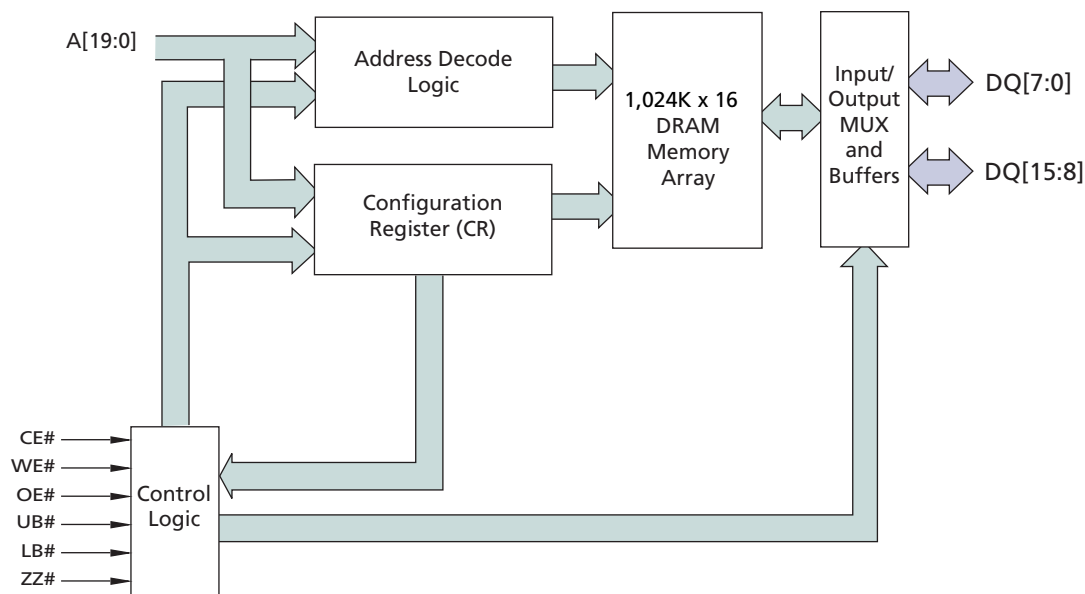 A[19:0]
Address Decode
Logic
1,024K x 16
DRAM
Memory
Array
Input/
Output
MUX
and
Buffers
DQ[7:0]
DQ[15:8]
Configuration
Register (CR)
CE#
WE#
OE#
UB#
LB#
ZZ#
Control
Logic